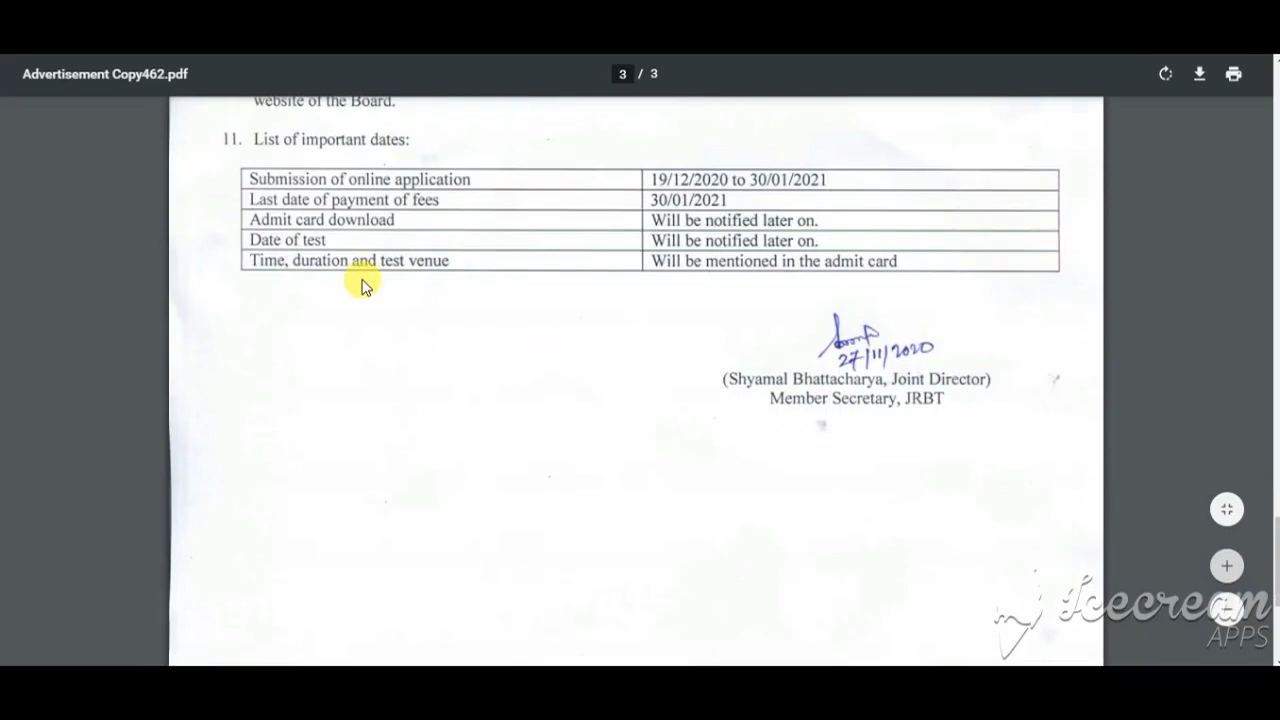 Advertisement Copy462.pdf
3 / 3
website of the Board.
11. List of important dates:
Submission of online application 19/12/2020 to 30/01/2021
Last date of payment of fees 30/01/2021
Admit card download Will be notified later on.
Date of test Will be notified later on.
Time, duration and test venue Will be mentioned in the admit card
27/11/2020
(Shyamal Bhattacharya, Joint Director)
Member Secretary, JRBT
Icecream
APPS